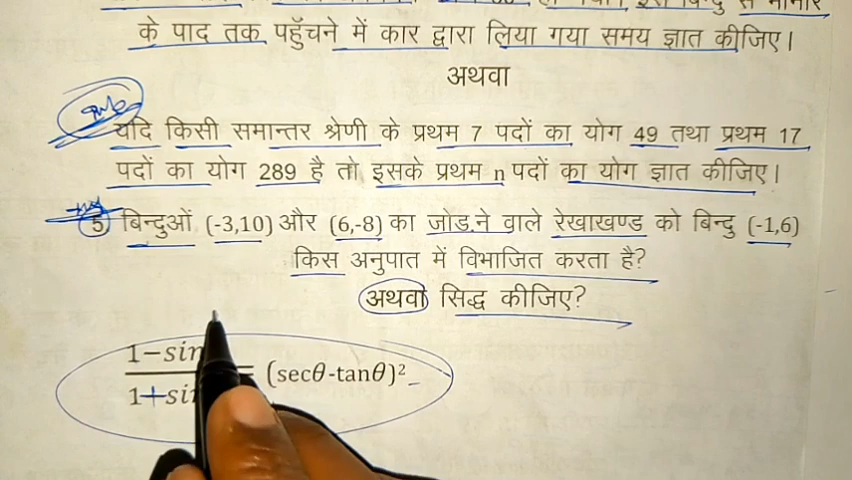 के पाद तक पहुँचने में कार द्वारा लिया गया समय ज्ञात कीजिए।
अथवा
यदि किसी समान्तर श्रेणी के प्रथम 7 पदों का योग 49 तथा प्रथम 17
पदों का योग 289 है तो इसके प्रथम n पदों का योग ज्ञात कीजिए।
5 बिन्दुओं (-3,10) और (6,-8) का जोड़ने वाले रेखाखण्ड को बिन्दु (-1,6)
किस अनुपात में विभाजित करता है?
अथवा सिद्ध कीजिए?
1−sin
= (secθ-tanθ)²
1+sin